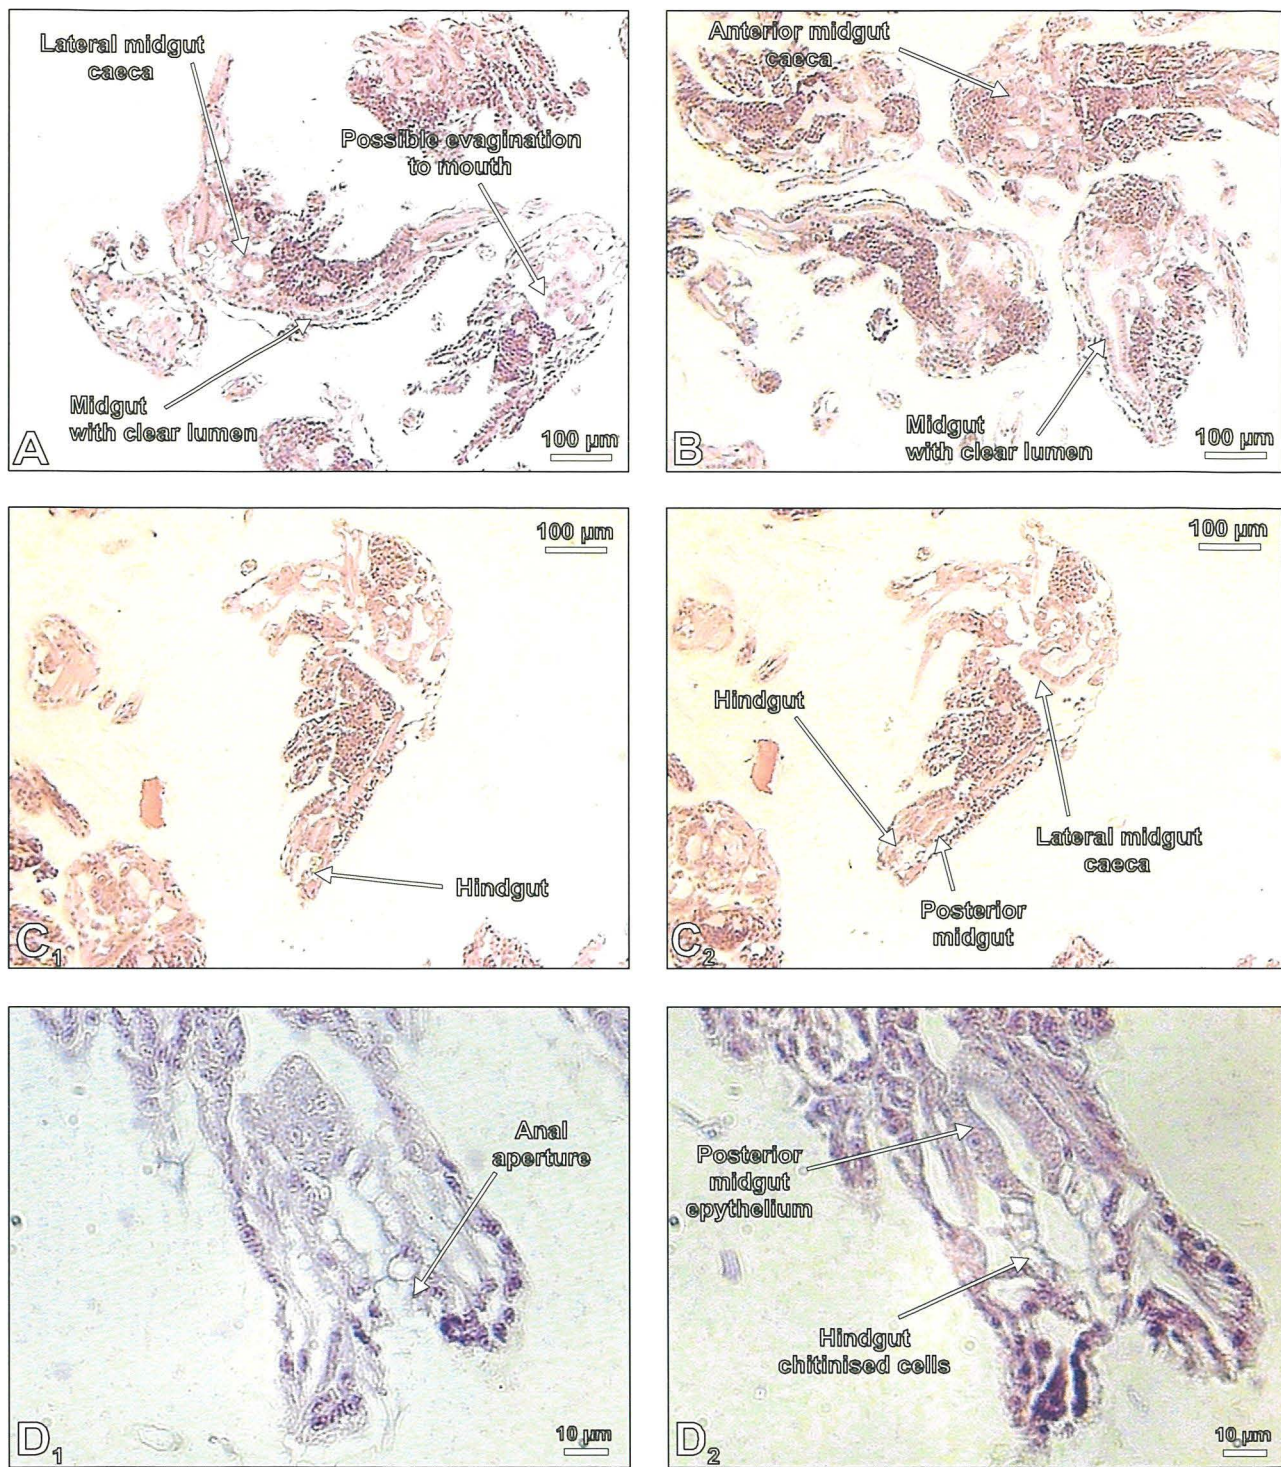 Lateral midgut
caeca
Possible evagination
to mouth
Midgut
with clear lumen
A
100 µm
Anterior midgut
caeca
Midgut
with clear lumen
B
100 µm
100 µm
Hindgut
C1
100 µm
Hindgut
Lateral midgut
caeca
Posterior
midgut
C2
Anal
aperture
D1
10 µm
Posterior
midgut
epythelium
Hindgut
chitinised cells
D2
10 µm